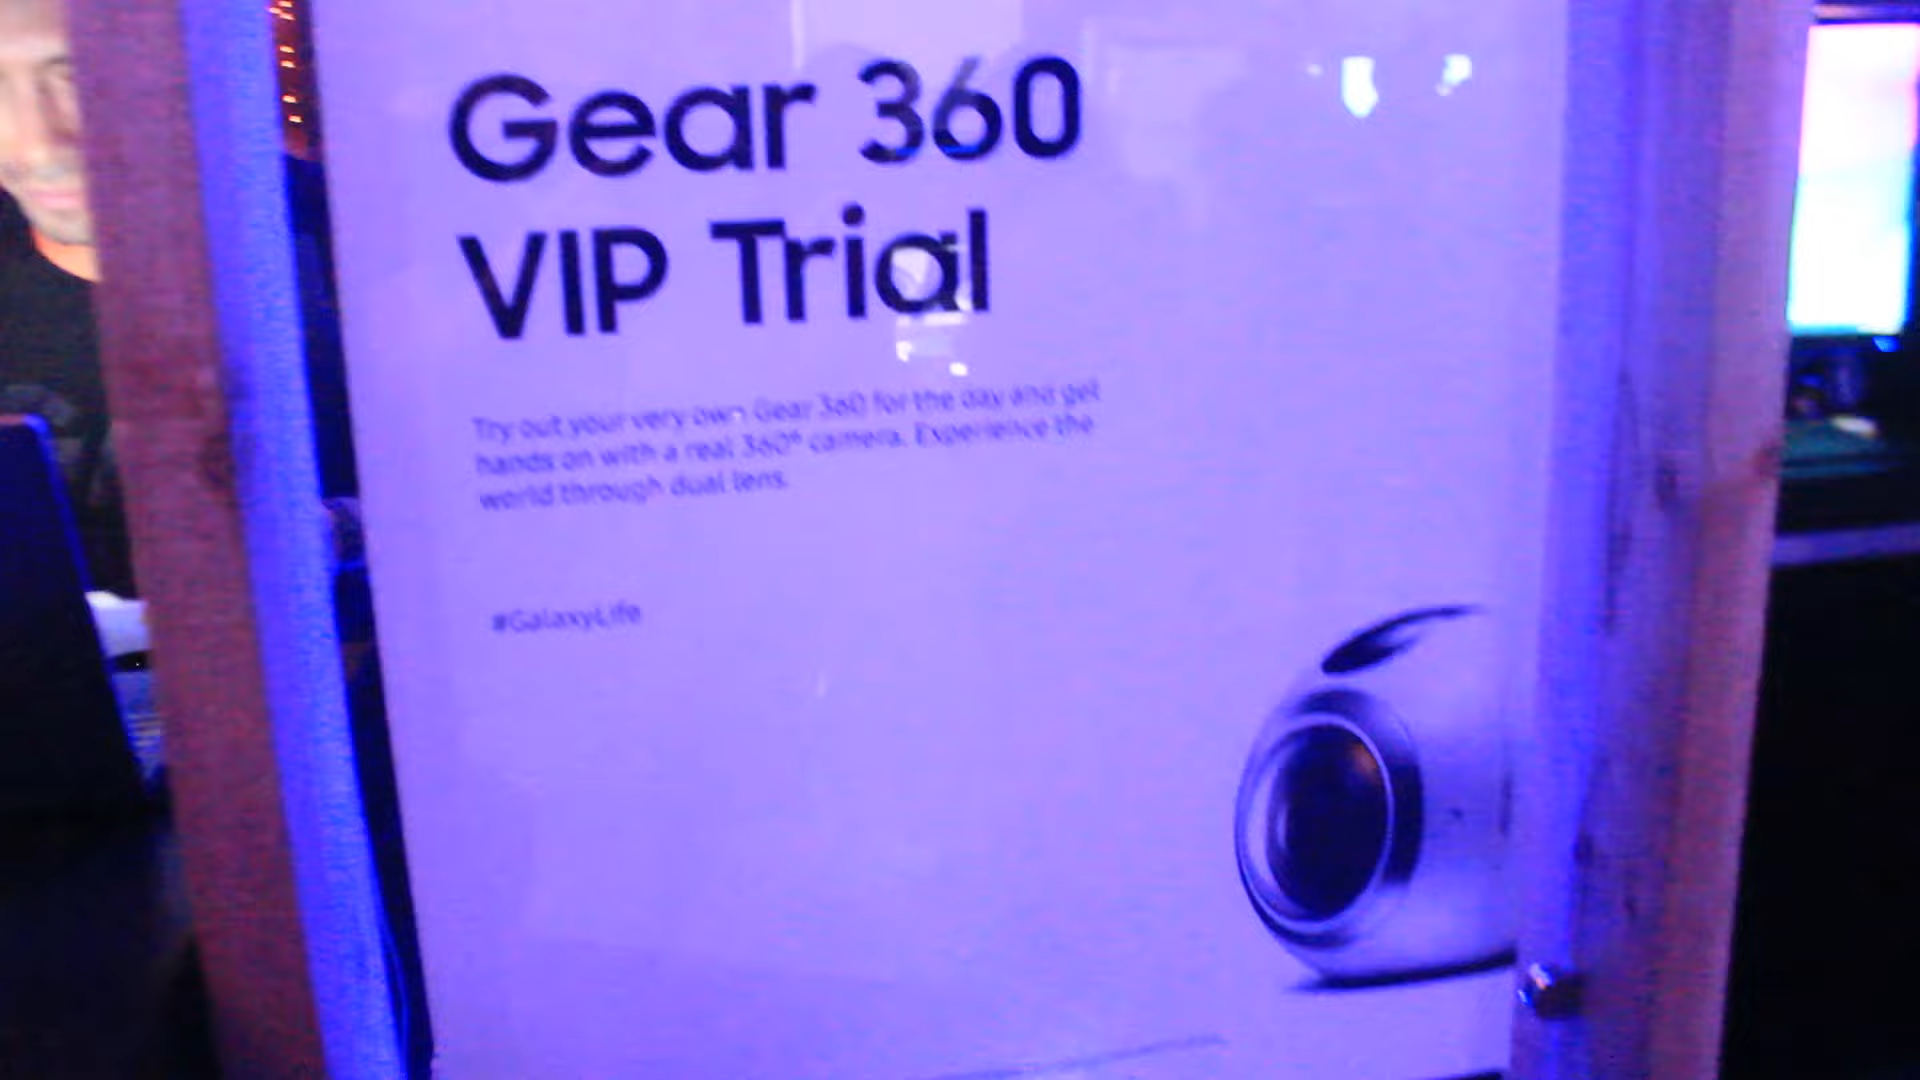 Gear 360
VIP Trial
Try out your very own Gear 360 for the day and get
hands on with a real 360° camera. Experience the
world through dual lens.
#GalaxyLife